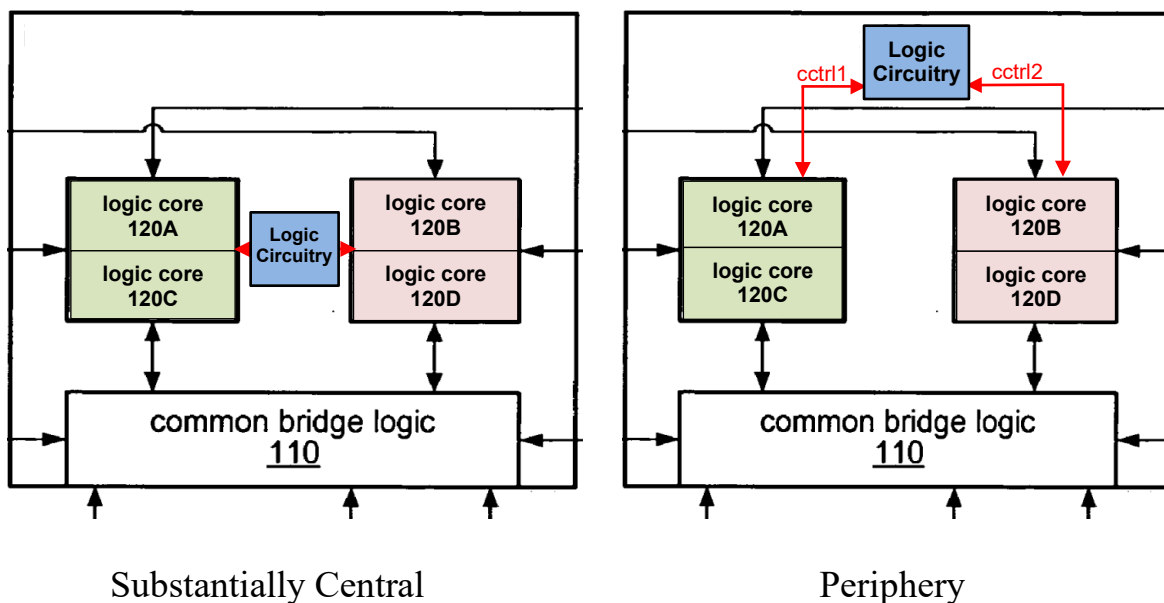 Logic
Circuitry
logic core
120A
logic core
120C
logic core
120B
logic core
120D
common bridge logic
110
Substantially Central
cctrl1
Logic
Circuitry
cctrl2
logic core
120A
logic core
120C
logic core
120B
logic core
120D
common bridge logic
110
Periphery